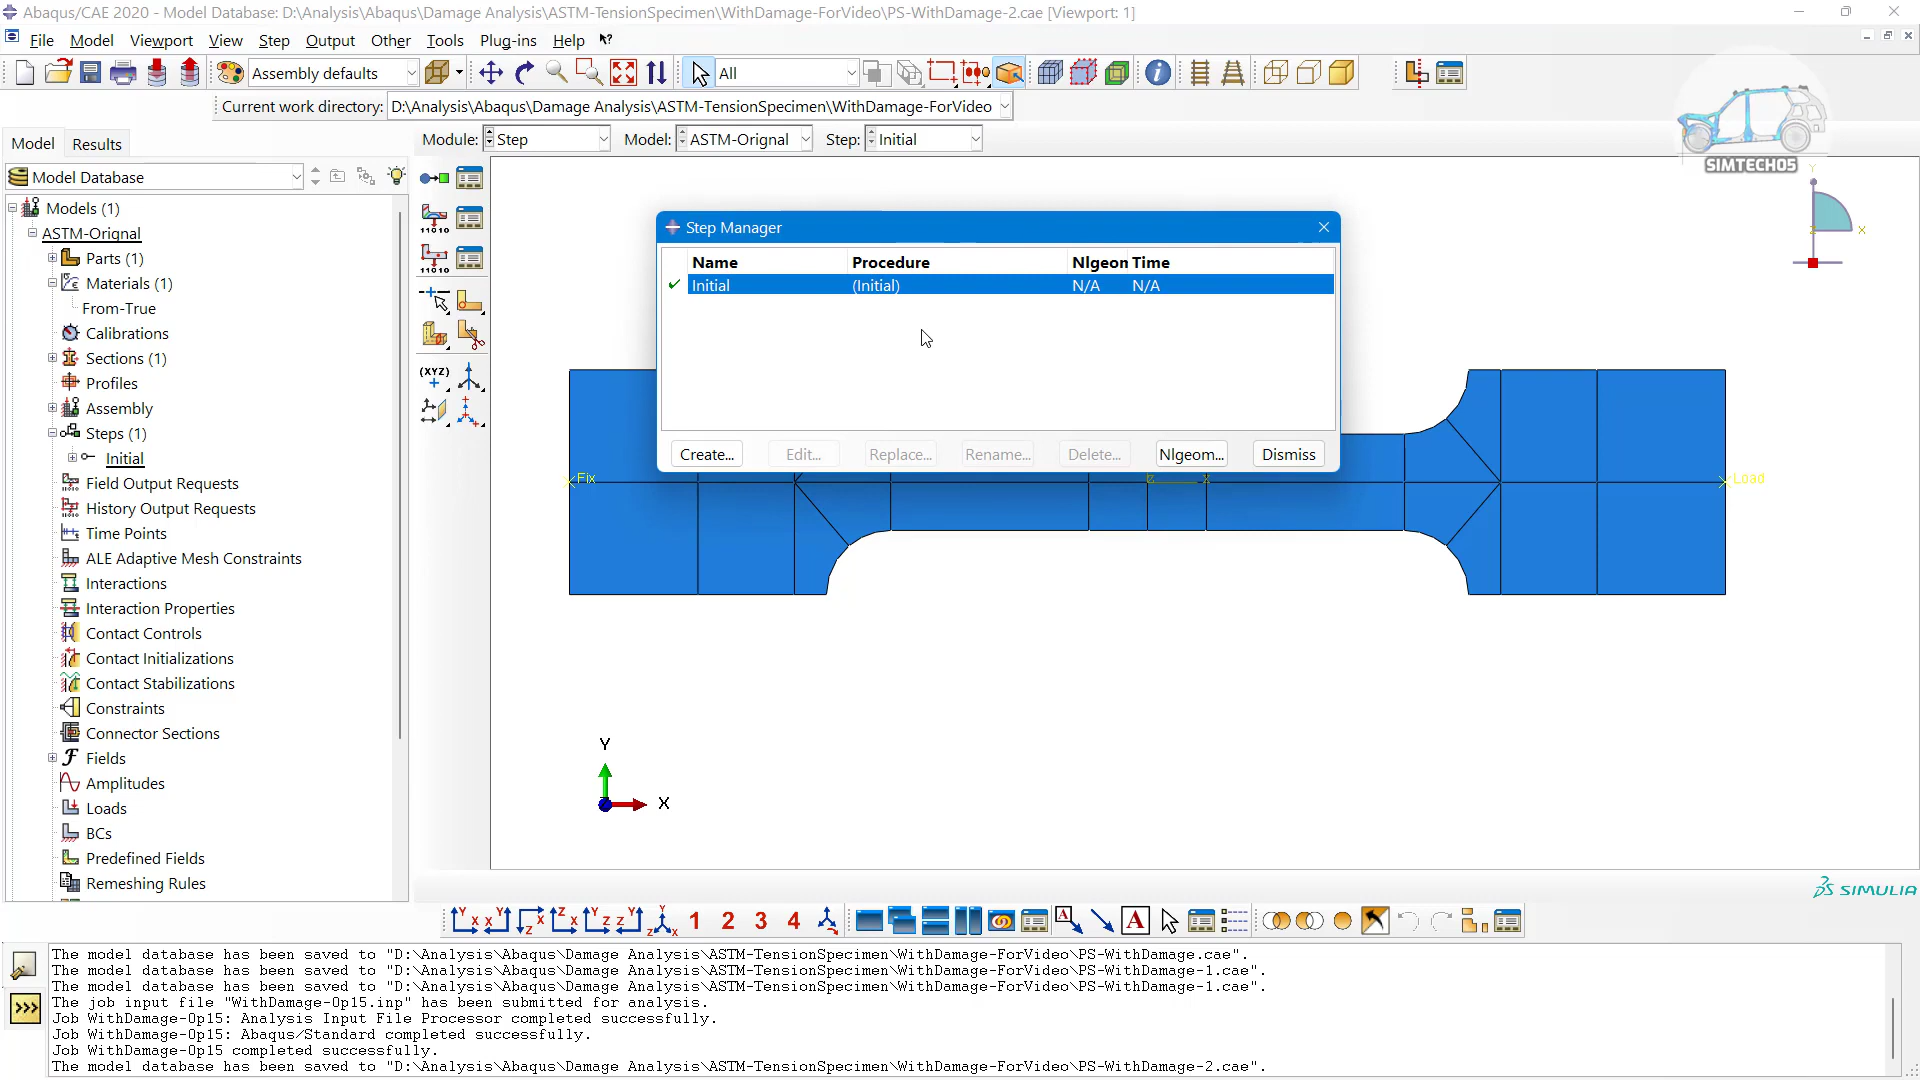 Abaqus/CAE 2020 - Model Database: D:\Analysis\Abaqus\Damage Analysis\ASTM-TensionSpecimen\WithDamage-ForVideo\PS-WithDamage-2.cae [Viewport: 1]
File Model Viewport View Step Output Other Tools Plug-ins Help
Assembly defaults All
Current work directory: D:\Analysis\Abaqus\Damage Analysis\ASTM-TensionSpecimen\WithDamage-ForVideo
Model Results
Module: Step Model: ASTM-Orignal Step: Initial
SIMTECH05
Model Database
Models (1)
ASTM-Orignal
Parts (1)
Materials (1)
From-True
Calibrations
Sections (1)
Profiles
Assembly
Steps (1)
Initial
Field Output Requests
History Output Requests
Time Points
ALE Adaptive Mesh Constraints
Interactions
Interaction Properties
Contact Controls
Contact Initializations
Contact Stabilizations
Constraints
Connector Sections
Fields
Amplitudes
Loads
BCs
Predefined Fields
Remeshing Rules
11010
11010
(XYZ)
Step Manager
Name Procedure Nlgeon Time
Initial (Initial) N/A N/A
Create... Edit... Replace... Rename... Delete... Nlgeom... Dismiss
Fix
Load
Y
X
Y
X
Z
SIMULIA
1 2 3 4
A A
The model database has been saved to "D:\Analysis\Abaqus\Damage Analysis\ASTM-TensionSpecimen\WithDamage-ForVideo\PS-WithDamage.cae".
The model database has been saved to "D:\Analysis\Abaqus\Damage Analysis\ASTM-TensionSpecimen\WithDamage-ForVideo\PS-WithDamage-1.cae".
The model database has been saved to "D:\Analysis\Abaqus\Damage Analysis\ASTM-TensionSpecimen\WithDamage-ForVideo\PS-WithDamage-1.cae".
The job input file "WithDamage-0p15.inp" has been submitted for analysis.
Job WithDamage-0p15: Analysis Input File Processor completed successfully.
Job WithDamage-0p15: Abaqus/Standard completed successfully.
Job WithDamage-0p15 completed successfully.
The model database has been saved to "D:\Analysis\Abaqus\Damage Analysis\ASTM-TensionSpecimen\WithDamage-ForVideo\PS-WithDamage-2.cae".